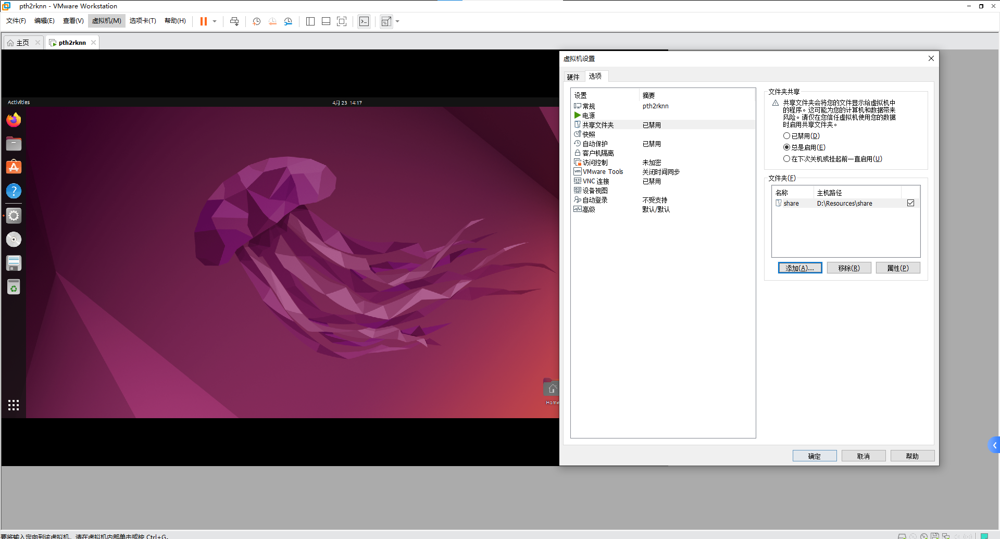 pth2rknn - VMware Workstation
文件(F) 编辑(E) 查看(V) 虚拟机(M) 选项卡(T) 帮助(H)
主页 pth2rknn
Activities
4月 23 14:17
Home
虚拟机设置
硬件 选项
设置 摘要
常规 pth2rknn
电源
共享文件夹 已禁用
快照
自动保护 已禁用
客户机隔离
访问控制 未加密
VMware Tools 关闭时间同步
VNC 连接 已禁用
设备视图
自动登录 不受支持
高级 默认/默认
文件夹共享
共享文件夹会将您的文件显示给虚拟机中
的程序。这可能为您的计算机和数据带来
风险。请仅在您信任虚拟机使用您的数据
时启用共享文件夹。
已禁用(D)
总是启用(E)
在下次关机或挂起前一直启用(U)
文件夹(F)
名称 主机路径
share D:\Resources\share
添加(A)... 移除(R) 属性(P)
确定 取消 帮助
要将输入定向到该虚拟机，请在虚拟机内部单击或按 Ctrl+G。